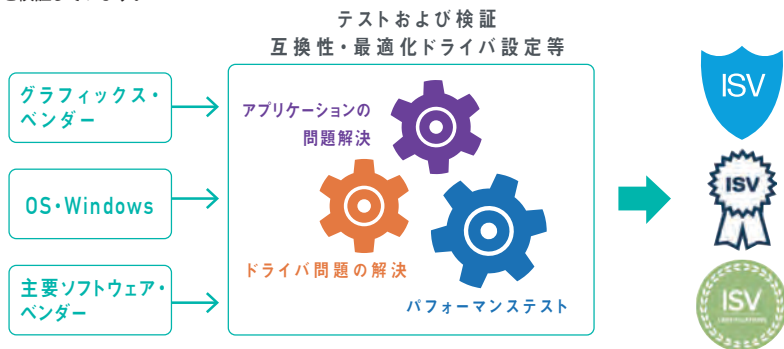 テストおよび検証
互換性・最適化ドライバ設定等
グラフィックス・
ベンダー
OS・Windows
主要ソフトウェア・
ベンダー
アプリケーションの
問題解決
ドライバ問題の解決
パフォーマンステスト
ISV
ISV
ISV